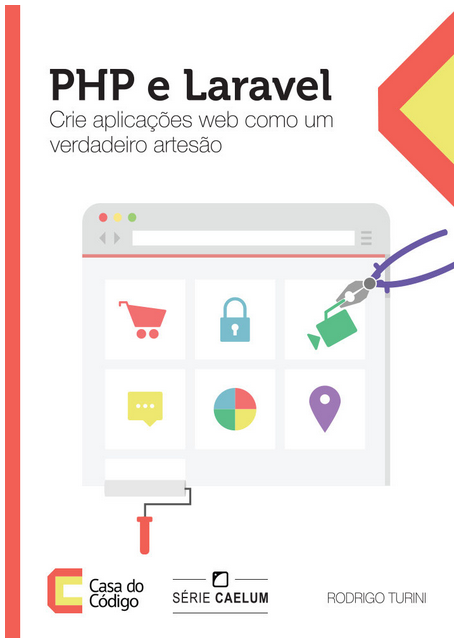 PHP e Laravel
Crie aplicações web como um
verdadeiro artesão
Casa do
Código
SÉRIE CAELUM
RODRIGO TURINI